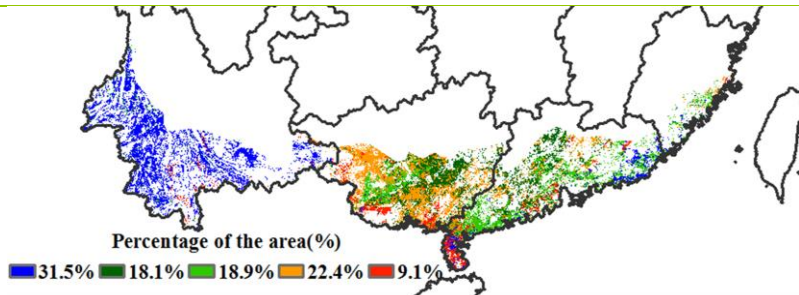 Percentage of the area(%)
31.5% 18.1% 18.9% 22.4% 9.1%